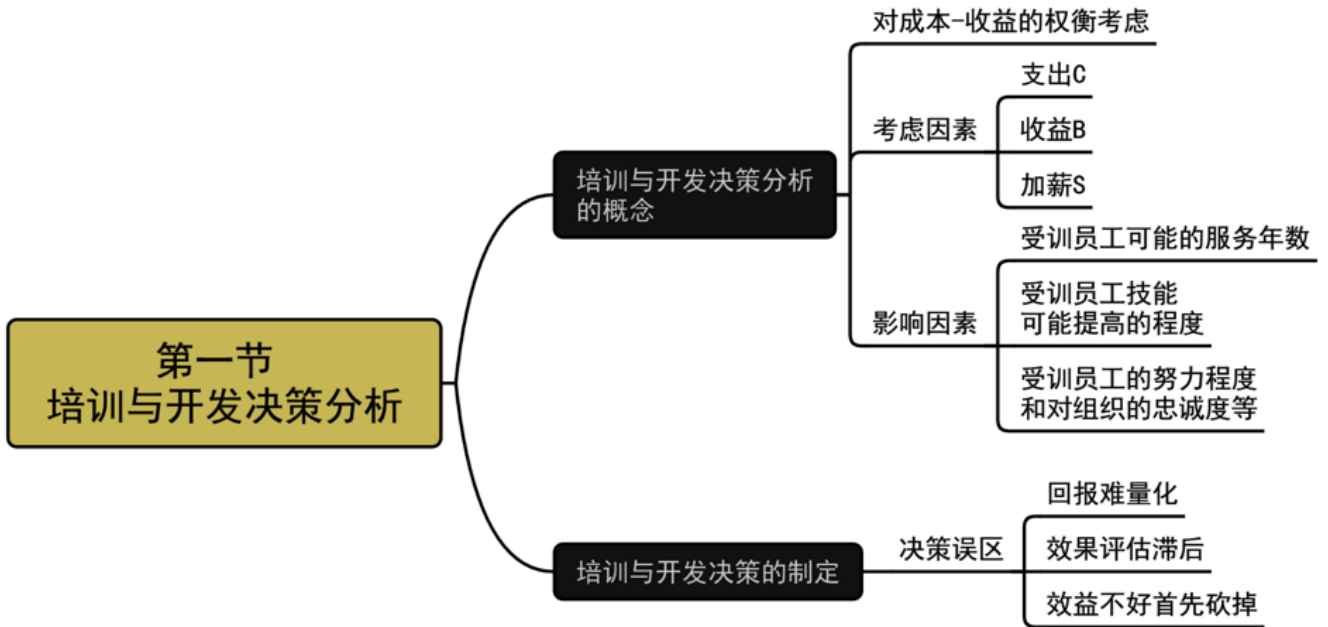 第一节
培训与开发决策分析
培训与开发决策分析
的概念
对成本-收益的权衡考虑
考虑因素
支出C
收益B
加薪S
影响因素
受训员工可能的服务年数
受训员工技能
可能提高的程度
受训员工的努力程度
和对组织的忠诚度等
培训与开发决策的制定
决策误区
回报难量化
效果评估滞后
效益不好首先砍掉